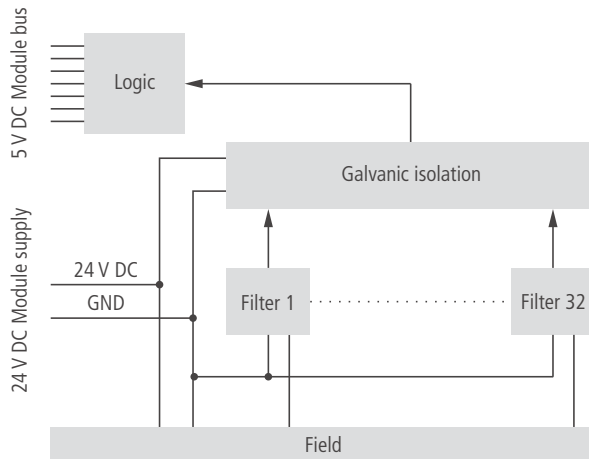 5 V DC Module bus
Logic
Galvanic isolation
24 V DC Module supply
24 V DC
GND
Filter 1
Filter 32
Field